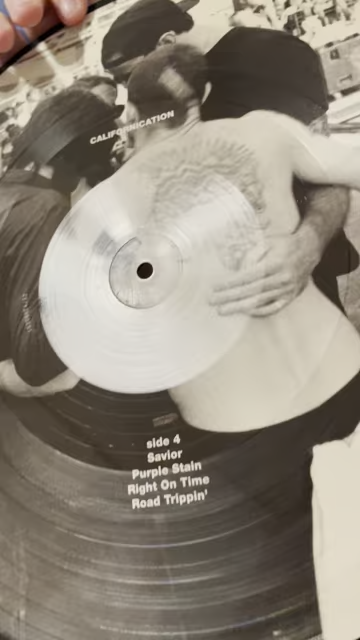 CALIFORNICATION
side 4
Savior
Purple Stain
Right On Time
Road Trippin'